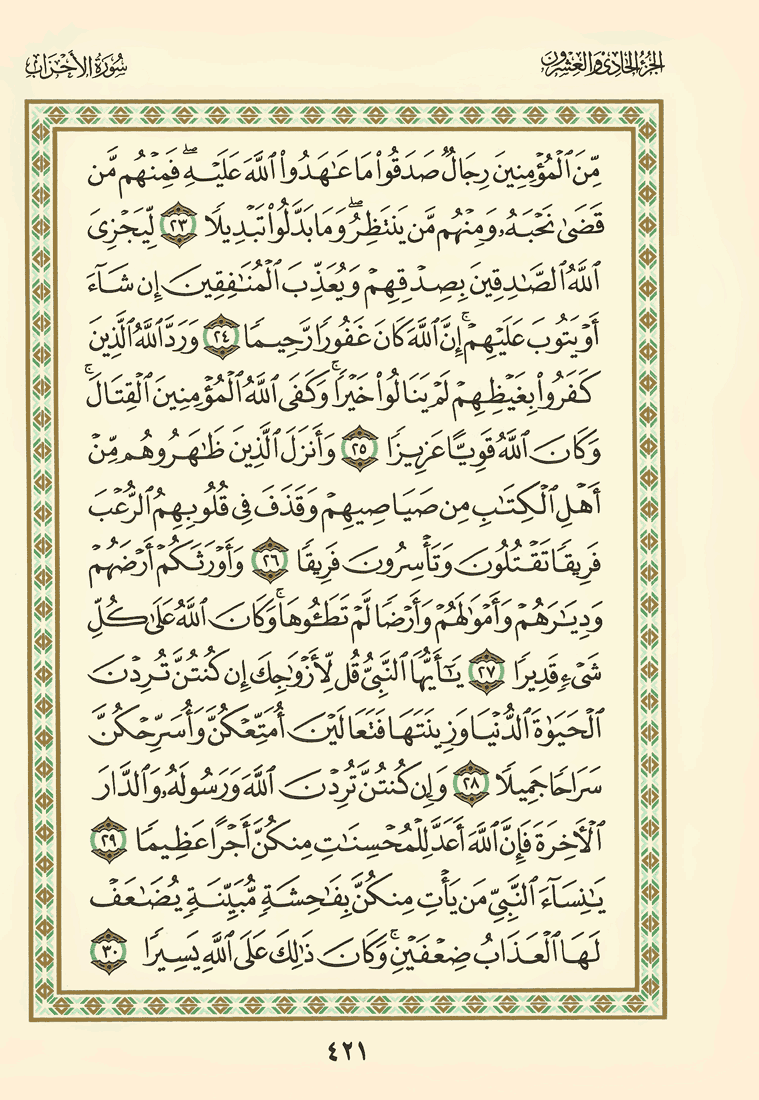 الجزء الحادي والعشرون
سورة الأحزاب
مِّنَ ٱلْمُؤْمِنِينَ رِجَالٌ صَدَقُوا۟ مَا عَـٰهَدُوا۟ ٱللَّهَ عَلَيْهِ ۖ فَمِنْهُم مَّن
قَضَىٰ نَحْبَهُۥ وَمِنْهُم مَّن يَنتَظِرُ ۖ وَمَا بَدَّلُوا۟ تَبْدِيلًا ٢٣ لِّيَجْزِىَ
ٱللَّهُ ٱلصَّـٰدِقِينَ بِصِدْقِهِمْ وَيُعَذِّبَ ٱلْمُنَـٰفِقِينَ إِن شَآءَ
أَوْ يَتُوبَ عَلَيْهِمْ ۚ إِنَّ ٱللَّهَ كَانَ غَفُورًا رَّحِيمًا ٢٤ وَرَدَّ ٱللَّهُ ٱلَّذِينَ
كَفَرُوا۟ بِغَيْظِهِمْ لَمْ يَنَالُوا۟ خَيْرًا ۚ وَكَفَى ٱللَّهُ ٱلْمُؤْمِنِينَ ٱلْقِتَالَ ۚ
وَكَانَ ٱللَّهُ قَوِيًّا عَزِيزًا ٢٥ وَأَنزَلَ ٱلَّذِينَ ظَـٰهَرُوهُم مِّنْ
أَهْلِ ٱلْكِتَـٰبِ مِن صَيَاصِيهِمْ وَقَذَفَ فِى قُلُوبِهِمُ ٱلرُّعْبَ
فَرِيقًا تَقْتُلُونَ وَتَأْسِرُونَ فَرِيقًا ٢٦ وَأَوْرَثَكُمْ أَرْضَهُمْ
وَدِيَـٰرَهُمْ وَأَمْوَٰلَهُمْ وَأَرْضًا لَّمْ تَطَـُٔوهَا ۚ وَكَانَ ٱللَّهُ عَلَىٰ كُلِّ
شَىْءٍ قَدِيرًا ٢٧ يَـٰٓأَيُّهَا ٱلنَّبِىُّ قُل لِّأَزْوَٰجِكَ إِن كُنتُنَّ تُرِدْنَ
ٱلْحَيَوٰةَ ٱلدُّنْيَا وَزِينَتَهَا فَتَعَالَيْنَ أُمَتِّعْكُنَّ وَأُسَرِّحْكُنَّ
سَرَاحًا جَمِيلًا ٢٨ وَإِن كُنتُنَّ تُرِدْنَ ٱللَّهَ وَرَسُولَهُۥ وَٱلدَّارَ
ٱلْـَٔاخِرَةَ فَإِنَّ ٱللَّهَ أَعَدَّ لِلْمُحْسِنَـٰتِ مِنكُنَّ أَجْرًا عَظِيمًا ٢٩
يَـٰنِسَآءَ ٱلنَّبِىِّ مَن يَأْتِ مِنكُنَّ بِفَـٰحِشَةٍ مُّبَيِّنَةٍ يُضَـٰعَفْ
لَهَا ٱلْعَذَابُ ضِعْفَيْنِ ۚ وَكَانَ ذَٰلِكَ عَلَى ٱللَّهِ يَسِيرًا ٣٠
٤٢١